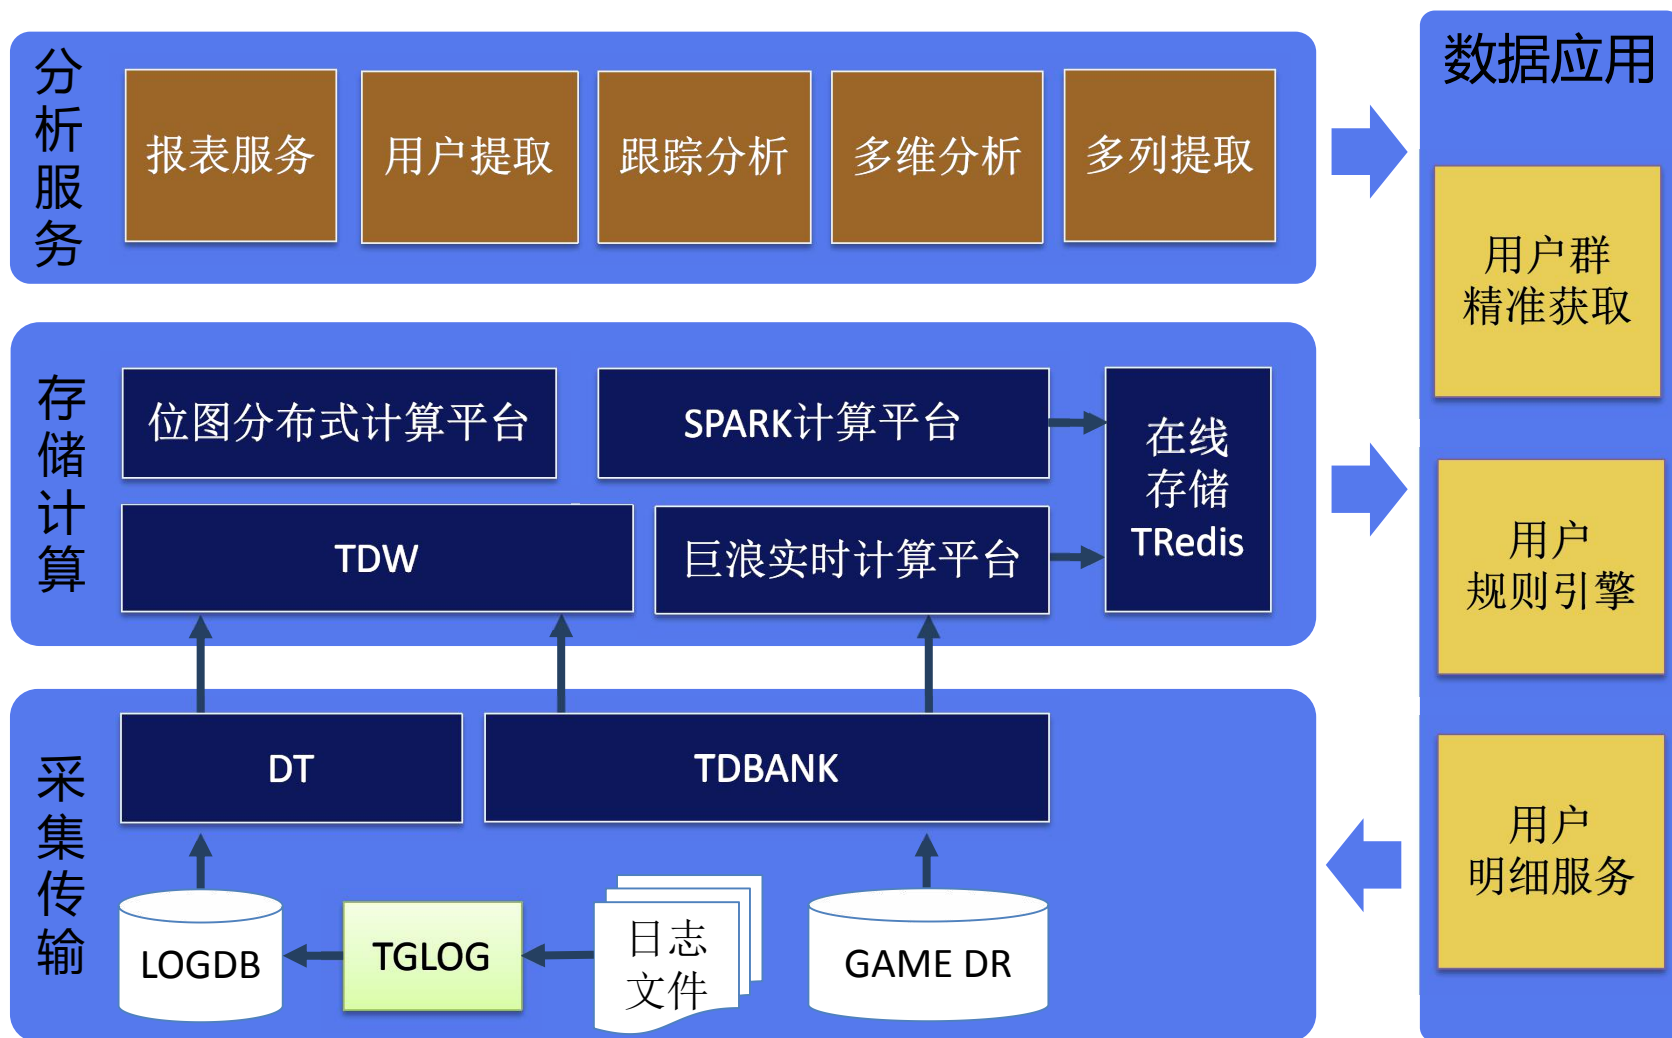 分析服务
报表服务
用户提取
跟踪分析
多维分析
多列提取
存储计算
位图分布式计算平台
SPARK计算平台
在线
存储
TRedis
TDW
巨浪实时计算平台
采集传输
DT
TDBANK
LOGDB
TGLOG
日志
文件
GAME DR
数据应用
用户群
精准获取
用户
规则引擎
用户
明细服务